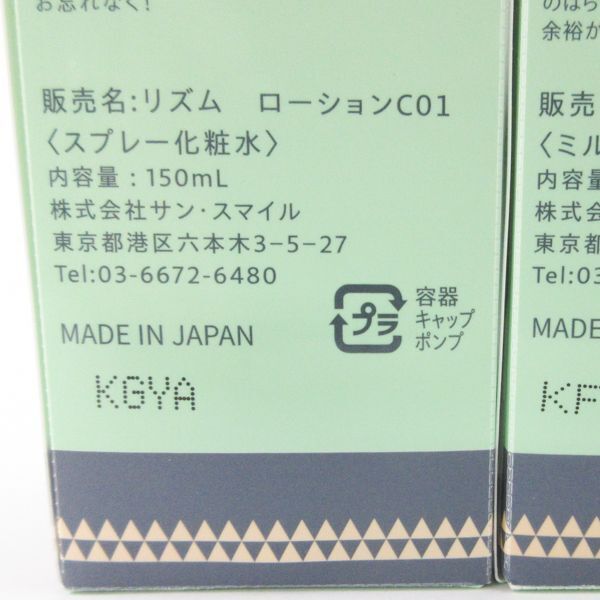 お忘れなく!
販売名:リズム ローションC01
〈スプレー化粧水〉
内容量:150mL
株式会社サン・スマイル
東京都港区六本木3-5-27
Tel:03-6672-6480
プラ
容器
キャップ
ポンプ
MADE IN JAPAN
KGYA
のはら
余裕が
販売
〈ミル
内容量
株式会
東京都
Tel:03
MADE